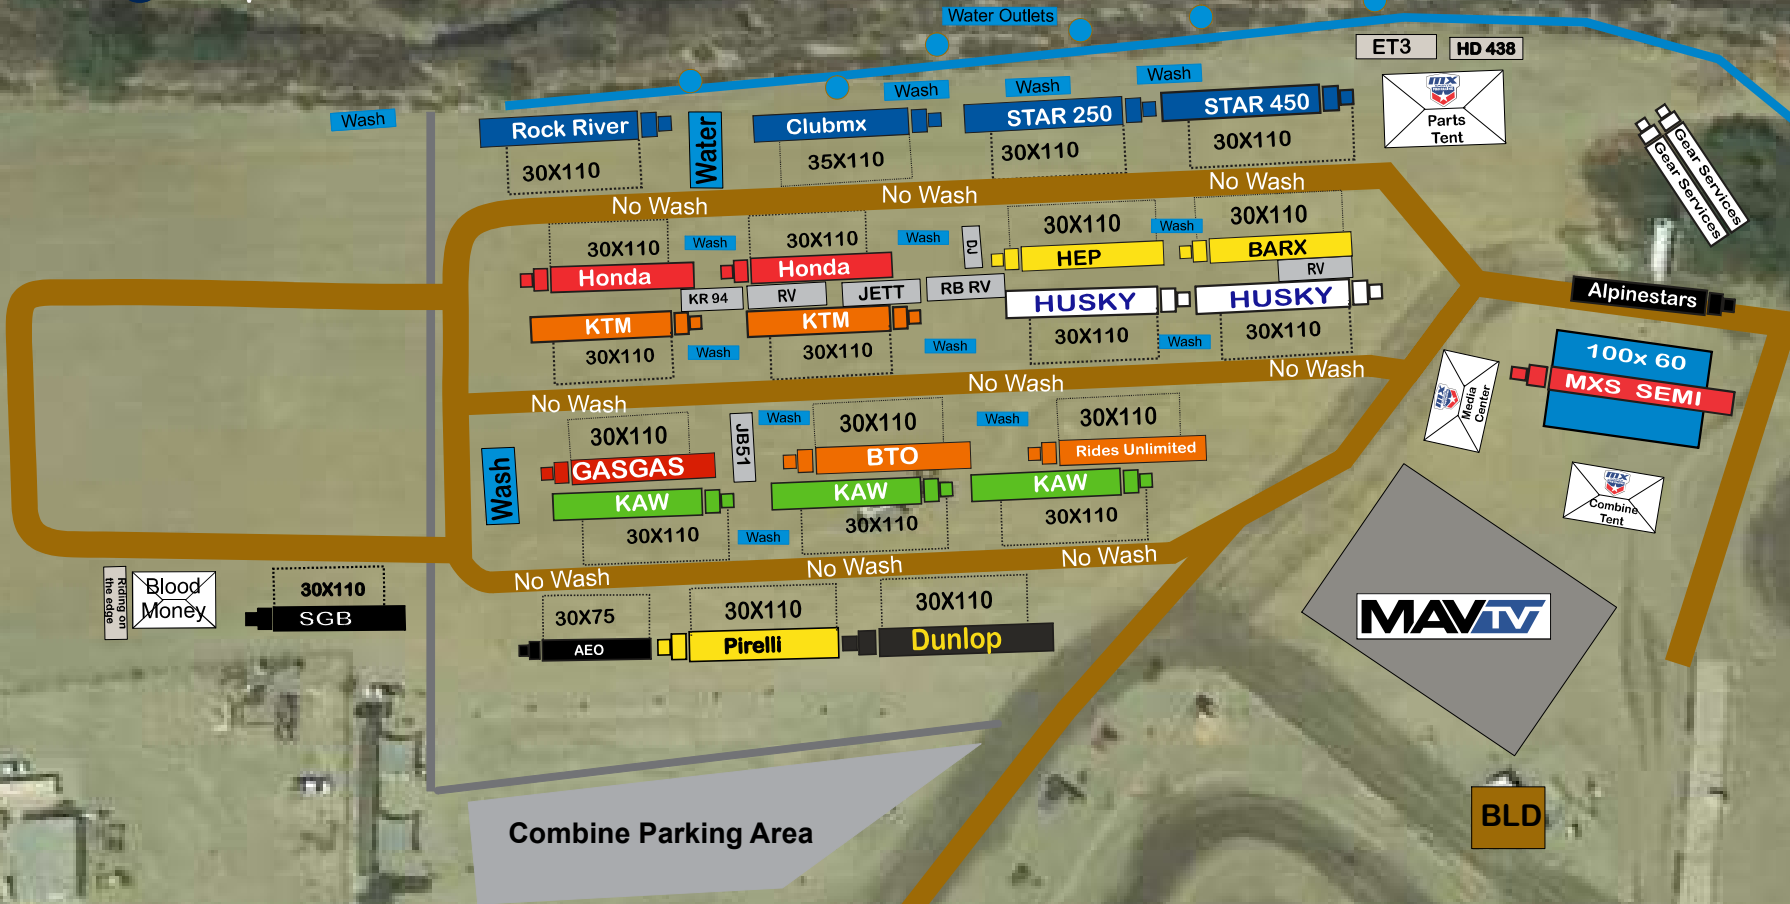 Water Outlets
ET3
HD 438
Wash
Wash
Wash
Wash
Rock River
Water
Clubmx
STAR 250
STAR 450
mx
Parts
Tent
30X110
35X110
30X110
30X110
Gear Services
Gear Services
No Wash
No Wash
No Wash
30X110
Wash
30X110
Wash
DJ
30X110
Wash
30X110
Honda
Honda
HEP
BARX
RV
KR 94
RV
JETT
RB RV
HUSKY
HUSKY
Alpinestars
KTM
KTM
30X110
Wash
30X110
Wash
30X110
Wash
30X110
100x 60
MXS SEMI
mx
Media
Center
No Wash
No Wash
No Wash
30X110
JB51
Wash
30X110
Wash
30X110
Wash
GASGAS
BTO
Rides Unlimited
KAW
KAW
KAW
mx
Combine
Tent
30X110
Wash
30X110
30X110
No Wash
No Wash
No Wash
Riding on
the edge
Blood
Money
30X110
SGB
30X75
30X110
30X110
AEO
Pirelli
Dunlop
MAVTV
BLD
Combine Parking Area